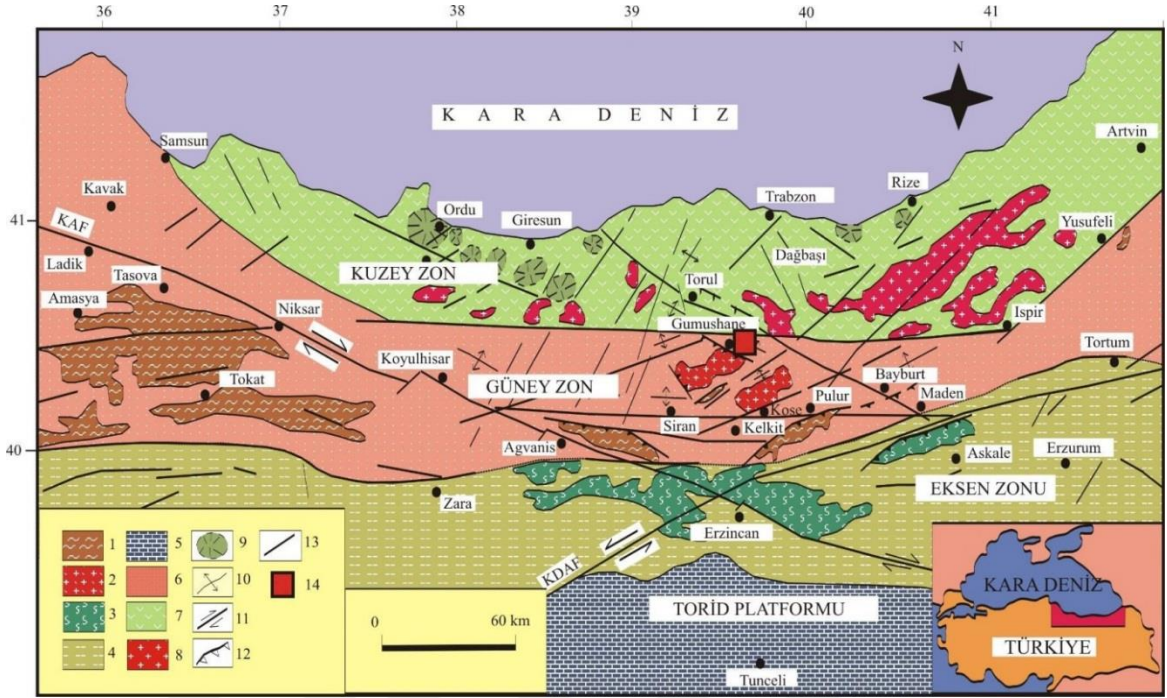 36 37 38 39 40 41
N
KARA DENİZ
Artvin
Samsun
Kavak
Rize
Trabzon
Ordu
Giresun
Yusufeli
41
KAF
Ladik
Dağbaşı
KUZEY ZON
Tasova
Torul
Amasya
Niksar
Ispir
Gumushane
Tortum
Koyulhisar
GÜNEY ZON
Bayburt
Tokat
Pulur
Maden
Kose
Siran
Kelkit
40
Agvanis
Askale
Erzurum
EKSEN ZONU
Zara
Erzincan
KDAF
1 5 9 13
2 6 10 14
3 7 11
4 8 12
0 60 km
TORİD PLATFORMU
Tunceli
KARA DENİZ
TÜRKİYE